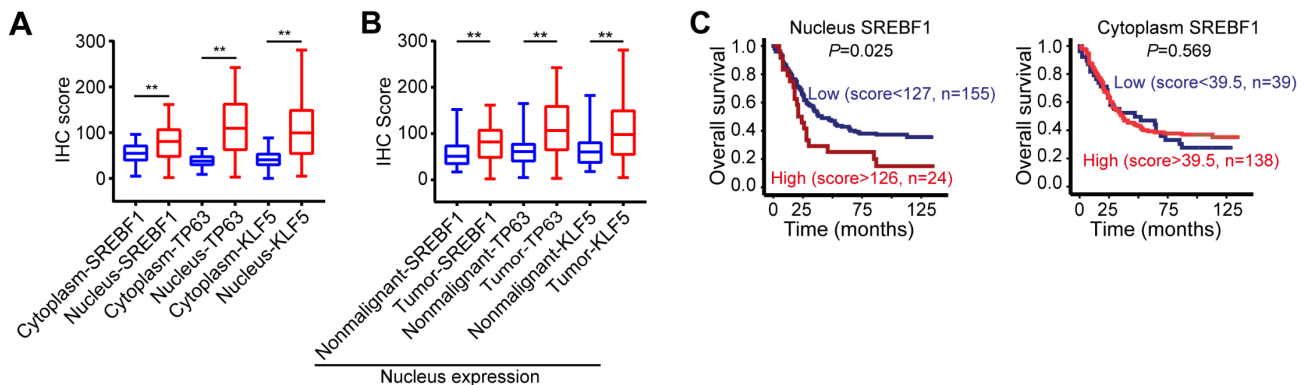 A
IHC score
300
200
100
0
**
**
**
Cytoplasm-SREBF1
Nucleus-SREBF1
Cytoplasm-TP63
Nucleus-TP63
Cytoplasm-KLF5
Nucleus-KLF5
B
IHC Score
300
200
100
0
**
**
**
Nonmalignant-SREBF1
Tumor-SREBF1
Nonmalignant-TP63
Tumor-TP63
Nonmalignant-KLF5
Tumor-KLF5
Nucleus expression
C
Nucleus SREBF1
P=0.025
Overall survival
1.0
0.8
0.6
0.4
0.2
0.0
Low (score<127, n=155)
High (score>126, n=24)
0 25 75 125
Time (months)
Cytoplasm SREBF1
P=0.569
Overall survival
1.0
0.8
0.6
0.4
0.2
0.0
Low (score<39.5, n=39)
High (score>39.5, n=138)
0 25 75 125
Time (months)